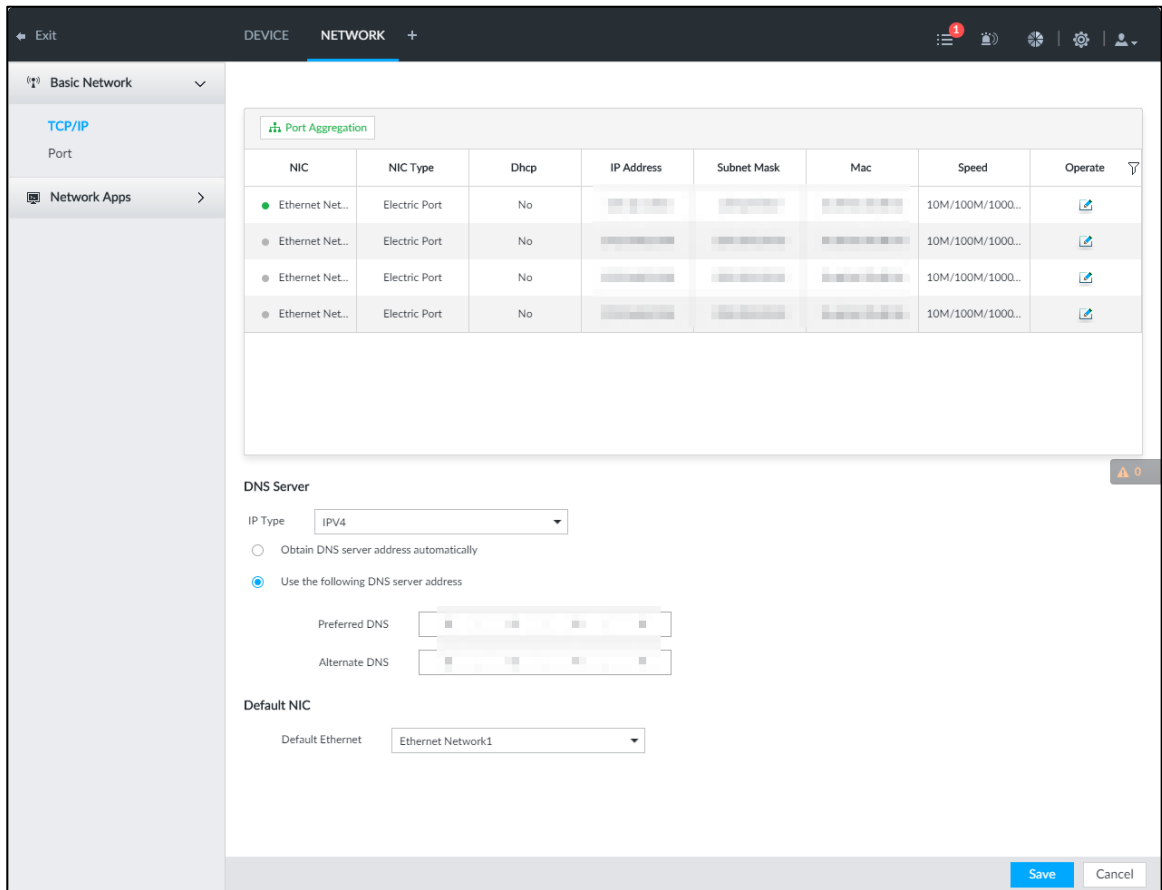 Exit DEVICE NETWORK + 1
Basic Network
TCP/IP
Port
Network Apps
Port Aggregation
NIC NIC Type Dhcp IP Address Subnet Mask Mac Speed Operate
Ethernet Net... Electric Port No 10M/100M/1000...
Ethernet Net... Electric Port No 10M/100M/1000...
Ethernet Net... Electric Port No 10M/100M/1000...
Ethernet Net... Electric Port No 10M/100M/1000...
0
DNS Server
IP Type IPV4
Obtain DNS server address automatically
Use the following DNS server address
Preferred DNS
Alternate DNS
Default NIC
Default Ethernet Ethernet Network1
Save Cancel